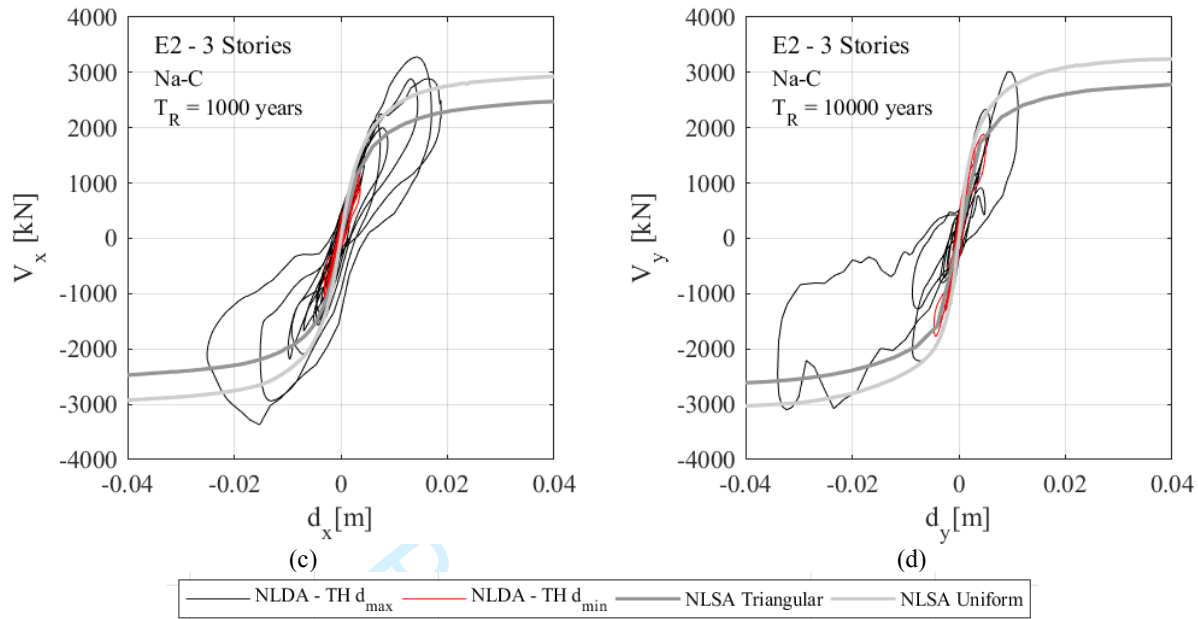 4000
3000
2000
1000
0
-1000
-2000
-3000
-4000
V_x [kN]
E2 - 3 Stories
Na-C
T_R = 1000 years
-0.04 -0.02 0 0.02 0.04
d_x[m]
(c)
4000
3000
2000
1000
0
-1000
-2000
-3000
-4000
V_y [kN]
E2 - 3 Stories
Na-C
T_R = 10000 years
-0.04 -0.02 0 0.02 0.04
d_y[m]
(d)
NLDA - TH d_max NLDA - TH d_min NLSA Triangular NLSA Uniform